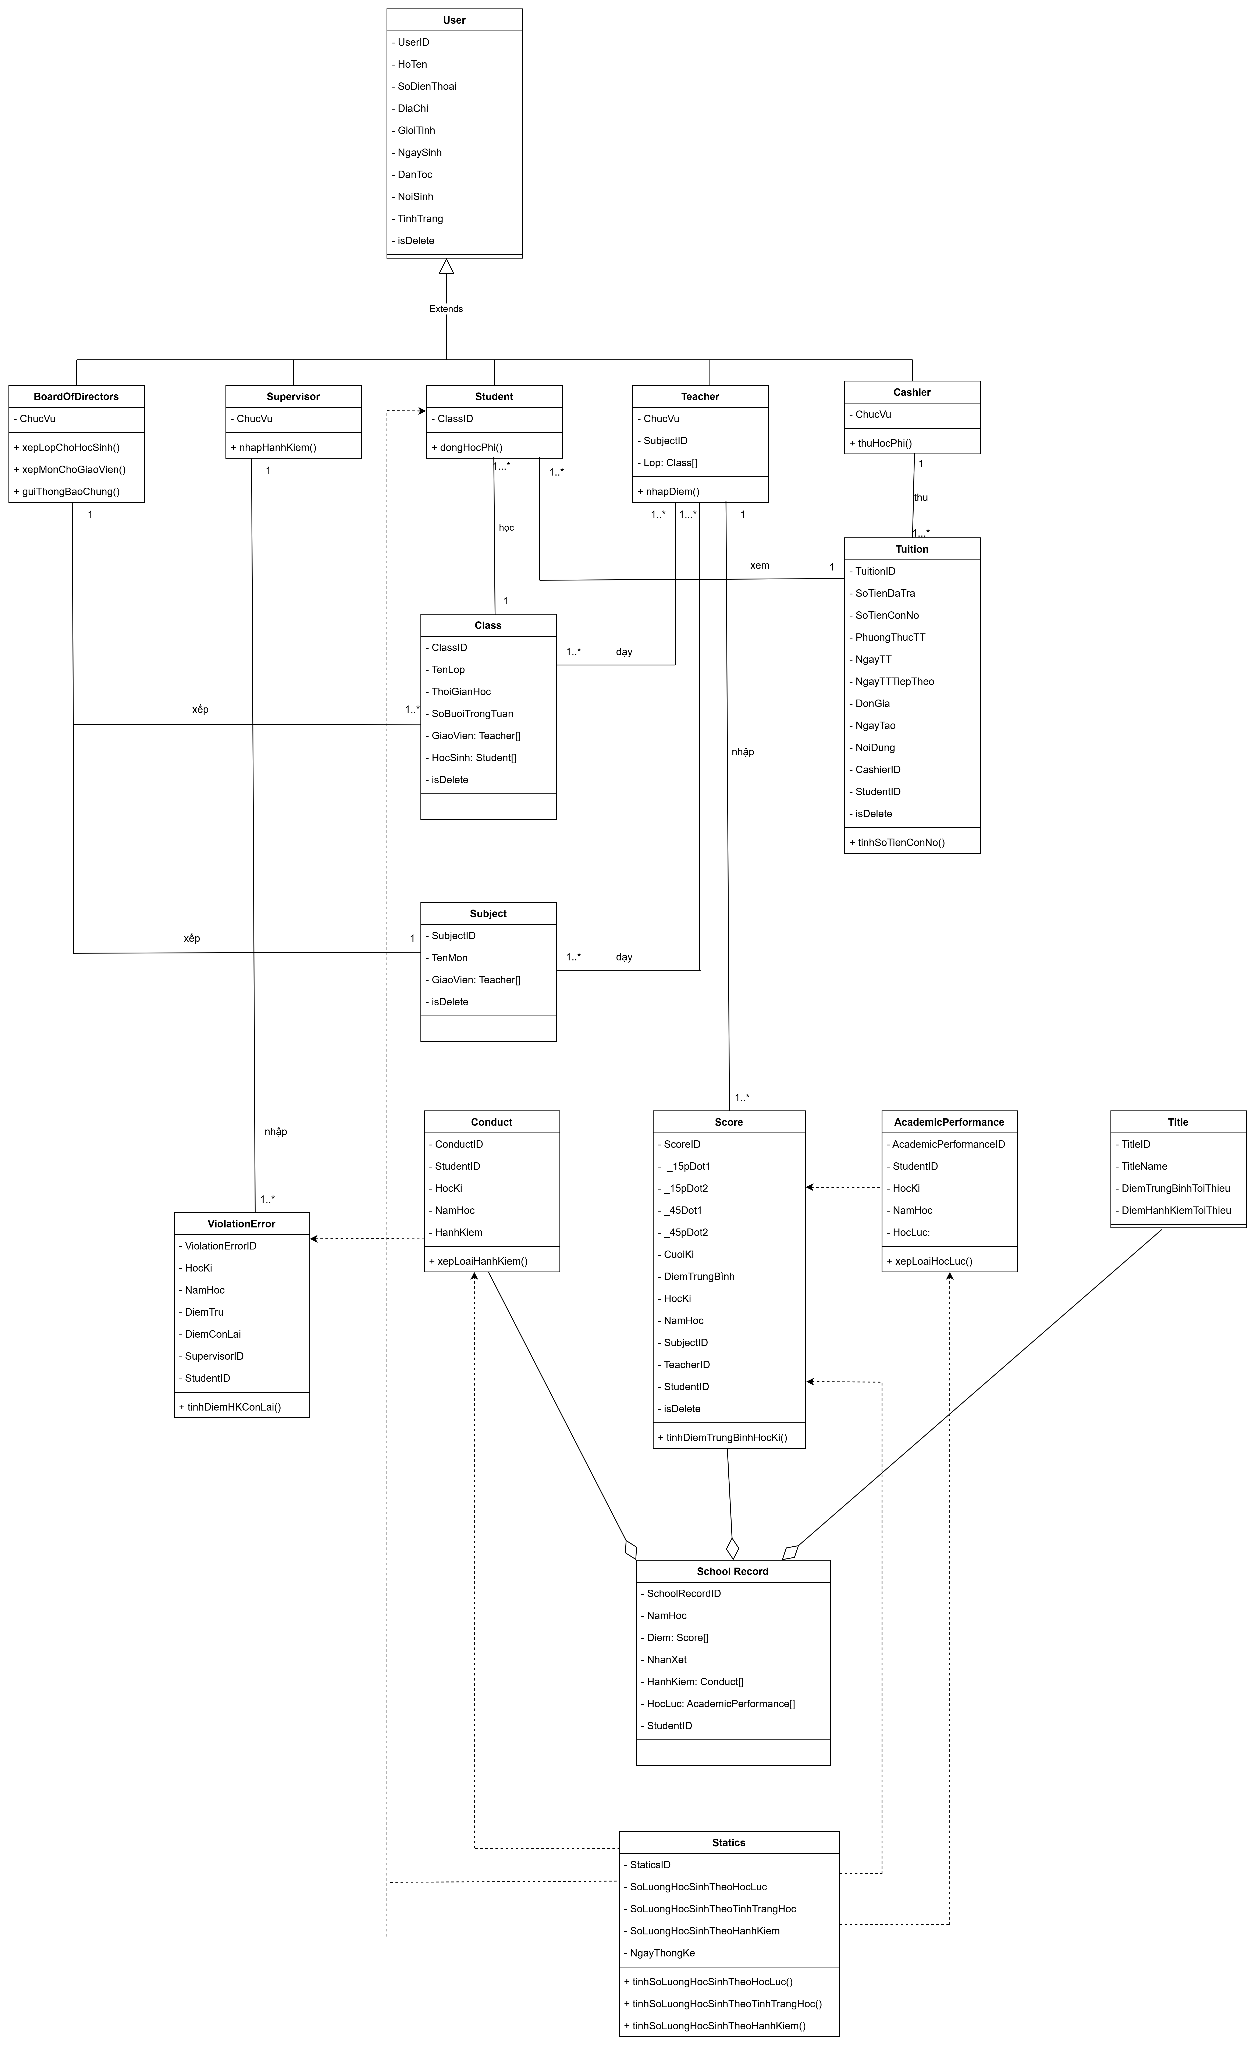 User
- UserID
- HoTen
- SoDienThoai
- DiaChi
- GioiTinh
- NgaySinh
- DanToc
- NoiSinh
- TinhTrang
- isDelete
Extends
BoardOfDirectors
- ChucVu
+ xepLopChoHocSinh()
+ xepMonChoGiaoVien()
+ guiThongBaoChung()
Supervisor
- ChucVu
+ nhapHanhKiem()
Student
- ClassID
+ dongHocPhi()
Teacher
- ChucVu
- SubjectID
- Lop: Class[]
+ nhapDiem()
Cashier
- ChucVu
+ thuHocPhi()
1
1
1...*
1..*
1..*
1...*
1
1
thu
1...*
học
1
xem
1
Tuition
- TuitionID
- SoTienDaTra
- SoTienConNo
- PhuongThucTT
- NgayTT
- NgayTTTiepTheo
- DonGia
- NgayTao
- NoiDung
- CashierID
- StudentID
- isDelete
+ tinhSoTienConNo()
Class
- ClassID
- TenLop
- ThoiGianHoc
- SoBuoiTrongTuan
- GiaoVien: Teacher[]
- HocSinh: Student[]
- isDelete
1..*
dạy
xếp
1..*
nhập
Subject
- SubjectID
- TenMon
- GiaoVien: Teacher[]
- isDelete
xếp
1
1..*
dạy
1..*
nhập
1..*
Conduct
- ConductID
- StudentID
- HocKi
- NamHoc
- HanhKiem
+ xepLoaiHanhKiem()
Score
- ScoreID
- _15pDot1
- _15pDot2
- _45Dot1
- _45pDot2
- CuoiKi
- DiemTrungBình
- HocKi
- NamHoc
- SubjectID
- TeacherID
- StudentID
- isDelete
+ tinhDiemTrungBinhHocKi()
AcademicPerformance
- AcademicPerformanceID
- StudentID
- HocKi
- NamHoc
- HocLuc:
+ xepLoaiHocLuc()
Title
- TitleID
- TitleName
- DiemTrungBinhToiThieu
- DiemHanhKiemToiThieu
ViolationError
- ViolationErrorID
- HocKi
- NamHoc
- DiemTru
- DiemConLai
- SupervisorID
- StudentID
+ tinhDiemHKConLai()
School Record
- SchoolRecordID
- NamHoc
- Diem: Score[]
- NhanXet
- HanhKiem: Conduct[]
- HocLuc: AcademicPerformance[]
- StudentID
Statics
- StaticsID
- SoLuongHocSinhTheoHocLuc
- SoLuongHocSinhTheoTinhTrangHoc
- SoLuongHocSinhTheoHanhKiem
- NgayThongKe
+ tinhSoLuongHocSinhTheoHocLuc()
+ tinhSoLuongHocSinhTheoTinhTrangHoc()
+ tinhSoLuongHocSinhTheoHanhKiem()